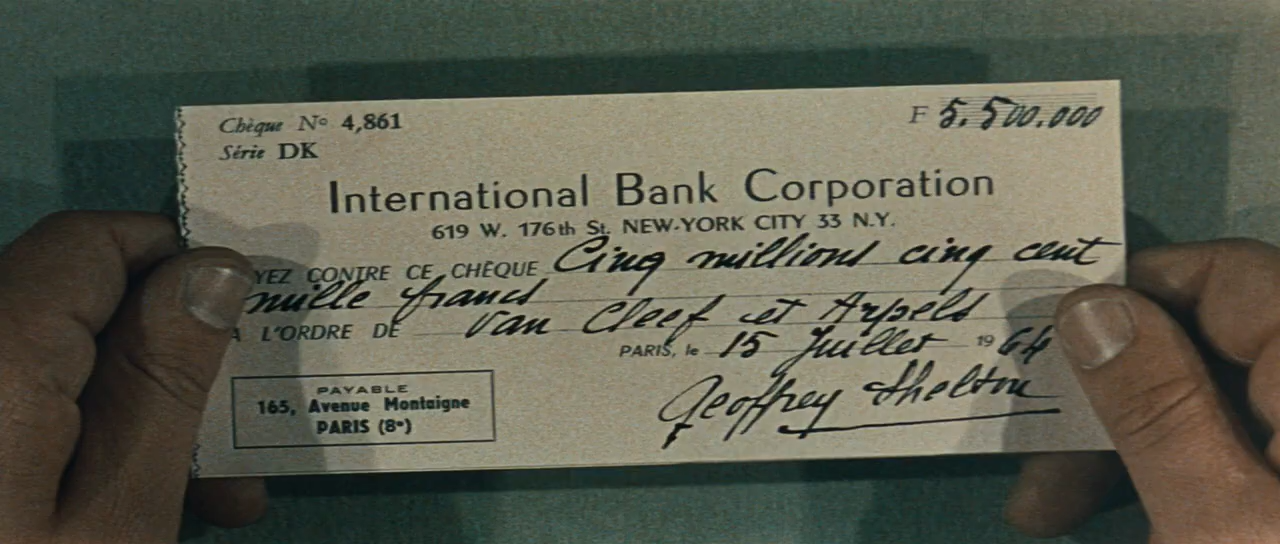 Chèque No 4,861
F 5.500.000
Série DK
International Bank Corporation
619 W. 176th St. NEW-YORK CITY 33 N.Y.
YEZ CONTRE CE CHÈQUE Cinq millions cinq cent
mille francs
A L'ORDRE DE Van Cleef et Arpels
PARIS, le 15 Juillet 1964
PAYABLE
165, Avenue Montaigne
PARIS (8e)
Geoffrey Shelton